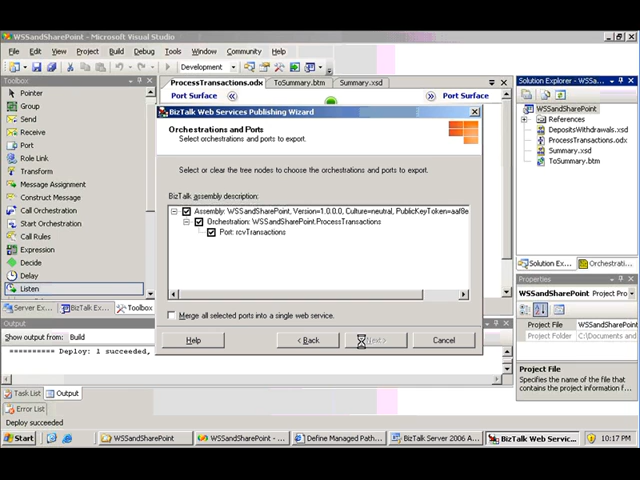 WSSandSharePoint - Microsoft Visual Studio
File Edit View Project Build Debug Tools Window Community Help
Development
Toolbox
Pointer
Group
Send
Receive
Port
Role Link
Transform
Message Assignment
Call Orchestration
Start Orchestration
Call Rules
Expression
Decide
Delay
Listen
Server Ex... BizTalk Ex... Toolbox
ProcessTransactions.odx ToSummary.btm Summary.xsd
Port Surface Port Surface
BizTalk Web Services Publishing Wizard
Orchestrations and Ports
Select orchestrations and ports to export.
Select or clear the tree nodes to choose the orchestrations and ports to export.
BizTalk assembly description:
Assembly: WSSandSharePoint, Version=1.0.0.0, Culture=neutral, PublicKeyToken=aaf8e
Orchestration: WSSandSharePoint.ProcessTransactions
Port: rcvTransactions
Merge all selected ports into a single web service.
Help < Back Next > Cancel
Solution Explorer - WSSa...
WSSandSharePoint
References
DepositsWithdrawals.xsd
ProcessTransactions.odx
Summary.xsd
ToSummary.btm
Solution Ex... Orchestrati...
Properties
WSSandSharePoint Project Pro
Project File WSSandSharePoint
Project Folder C:\Documents and
Project File
Specifies the name of the file that contains the project information f...
Output
Show output from: Build
========== Deploy: 1 succeeded,
Task List Output
Error List
Deploy succeeded
Start WSSandSharePoint WSSandSharePoint - ... Define Managed Path... BizTalk Server 2006 A... BizTalk Web Servic... 10:17 PM